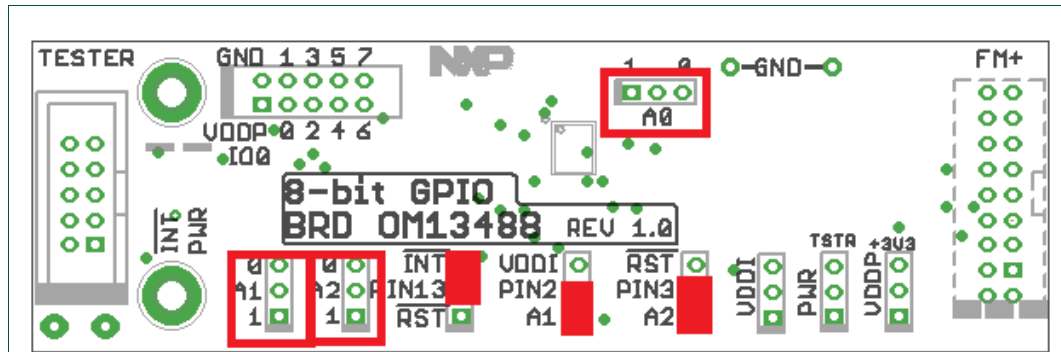 TESTER
GND 1 3 5 7
NXP
1 0
GND
FM+
A0
VDDP 0 2 4 6
IO0
8-bit GPIO
BRD OM13488 REV 1.0
INT
PWR
0
A1
1
0
A2
1
INT
PIN13
RST
VDDI
PIN2
A1
RST
PIN3
A2
VDDI
TSTR
PWR
+3V3
VDDP